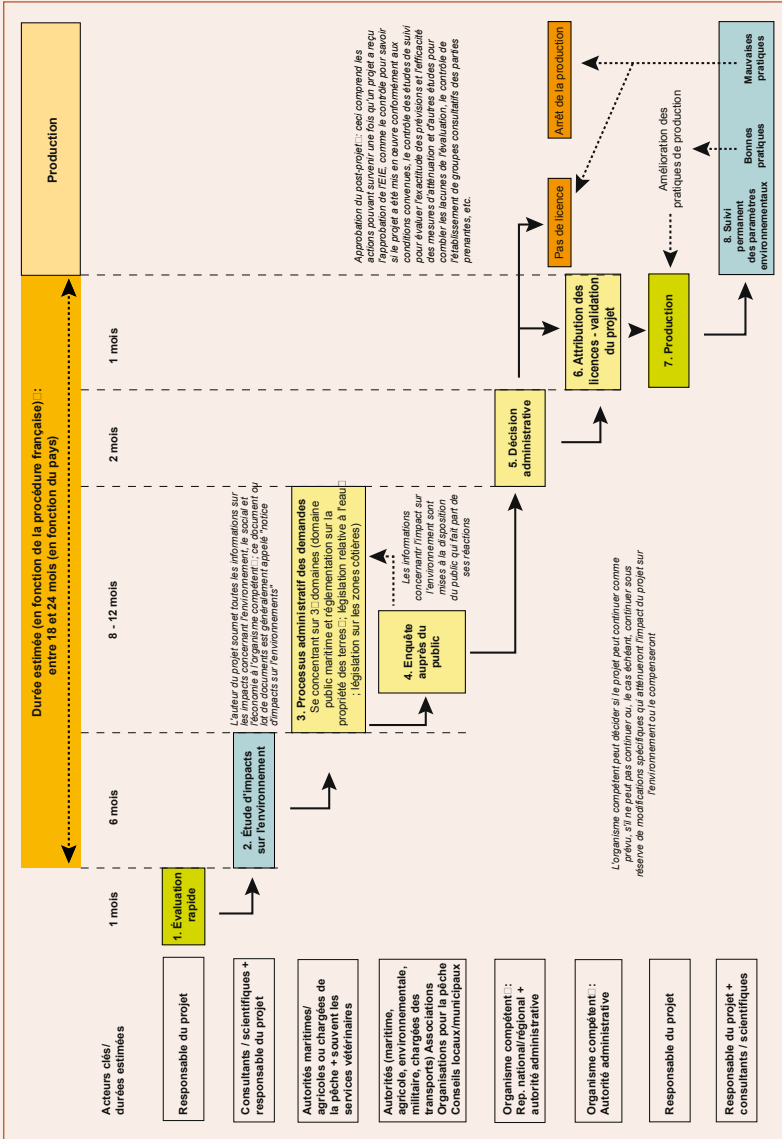 Durée estimée (en fonction de la procédure française)□:
entre 18 et 24 mois (en fonction du pays)
Production
Acteurs clés/
durées estimées
1 mois
6 mois
8 - 12 mois
2 mois
1 mois
Responsable du projet
1. Évaluation
rapide
Consultants / scientifiques +
responsable du projet
2. Étude d'impacts
sur l'environnement
L'auteur du projet soumet toutes les informations sur
les impacts concernant l'environnement, le social et
l'économie à l'organisme compétent□; ce document ou
lot de documents est généralement appelé "notice
d'impacts sur l'environnements"
Autorités maritimes/
agricoles ou chargées de
la pêche + souvent les
services vétérinaires
3. Processus administratif des demandes
Se concentrant sur 3□domaines (domaine
public maritime et réglementation sur la
propriété des terres□; législation relative à l'eau□
; législation sur les zones côtières)
Approbation du post-projet□: ceci comprend les
actions pouvant survenir une fois qu'un projet a reçu
l'approbation de l'EIE, comme le contrôle pour savoir
si le projet a été mis en œuvre conformément aux
conditions convenues, le contrôle des études de suivi
pour évaluer l'exactitude des prévisions et l'efficacité
des mesures d'atténuation et d'autres études pour
combler les lacunes de l'évaluation, le contrôle de
l'établissement de groupes consultatifs des parties
prenantes, etc.
Autorités (maritime,
agricole, environnementale,
militaire, chargées des
transports) Associations
Organisations pour la pêche
Conseils locaux/municipaux
4. Enquête
auprès du
public
Les informations
concernantr l'impact sur
l'environnement sont
mises à la disposition
du public qui fait part de
ses réactions
Organisme compétent□:
Rep. national/régional +
autorité administrative
5. Décision
administrative
Pas de licence
Arrêt de la production
Organisme compétent□:
Autorité administrative
6. Attribution des
licences - validation
du projet
L'organisme compétent peut décider si le projet peut continuer comme
prévu, s'il ne peut pas continuer ou, le cas échéant, continuer sous
réserve de modifications spécifiques qui atténueront l'impact du projet sur
l'environnement ou le compenseront
Responsable du projet
7. Production
Amélioration des
pratiques de production
Responsable du projet +
consultants / scientifiques
8. Suivi
permanent
des paramètres
environnementaux
Bonnes
pratiques
Mauvaises
pratiques